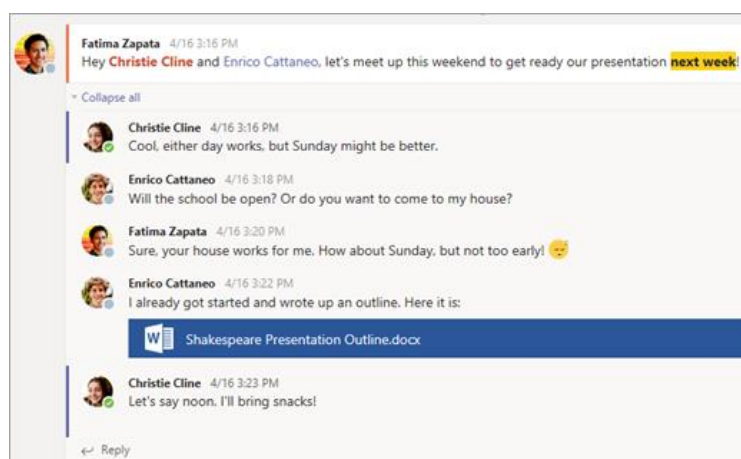 Fatima Zapata 4/16 3:16 PM
Hey Christie Cline and Enrico Cattaneo, let's meet up this weekend to get ready our presentation next week!
Collapse all
Christie Cline 4/16 3:16 PM
Cool, either day works, but Sunday might be better.
Enrico Cattaneo 4/16 3:18 PM
Will the school be open? Or do you want to come to my house?
Fatima Zapata 4/16 3:20 PM
Sure, your house works for me. How about Sunday, but not too early! 😴
Enrico Cattaneo 4/16 3:22 PM
I already got started and wrote up an outline. Here it is:
W Shakespeare Presentation Outline.docx
Christie Cline 4/16 3:23 PM
Let's say noon. I'll bring snacks!
Reply